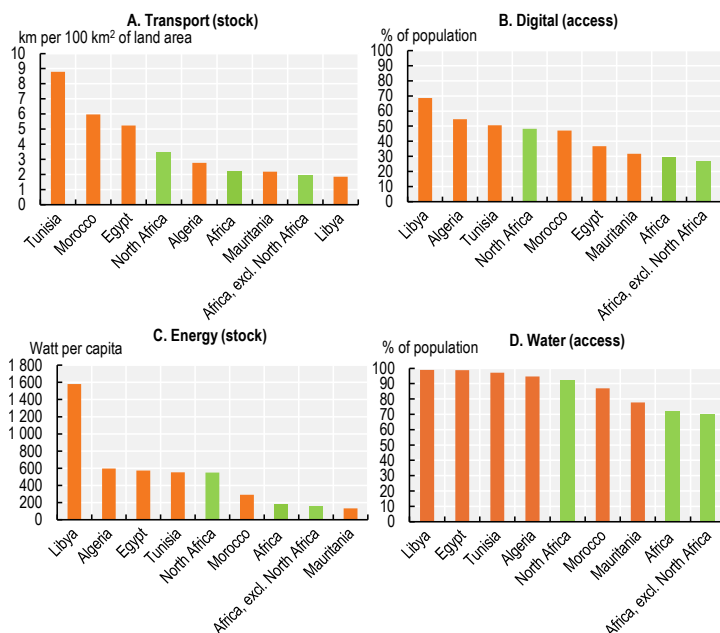 A. Transport (stock)
km per 100 km² of land area
10
9
8
7
6
5
4
3
2
1
0
Tunisia
Morocco
Egypt
North Africa
Algeria
Africa
Mauritania
Africa, excl. North Africa
Libya
B. Digital (access)
% of population
100
90
80
70
60
50
40
30
20
10
0
Libya
Algeria
Tunisia
North Africa
Morocco
Egypt
Mauritania
Africa
Africa, excl. North Africa
C. Energy (stock)
Watt per capita
1 800
1 600
1 400
1 200
1 000
800
600
400
200
0
Libya
Algeria
Egypt
Tunisia
North Africa
Morocco
Africa
Africa, excl. North Africa
Mauritania
D. Water (access)
% of population
100
90
80
70
60
50
40
30
20
10
0
Libya
Egypt
Tunisia
Algeria
North Africa
Morocco
Mauritania
Africa
Africa, excl. North Africa